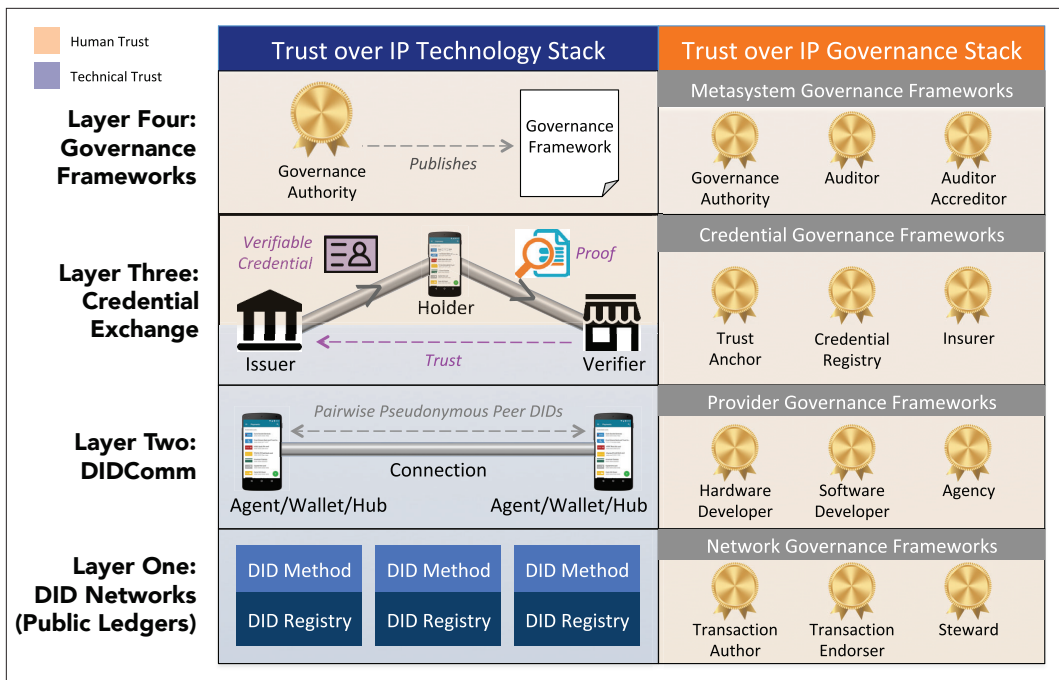 Human Trust
Technical Trust
Trust over IP Technology Stack
Trust over IP Governance Stack
Layer Four:
Governance
Frameworks
Governance
Authority
Publishes
Governance
Framework
Metasystem Governance Frameworks
Governance
Authority
Auditor
Auditor
Accreditor
Layer Three:
Credential
Exchange
Verifiable
Credential
Proof
Holder
Issuer
Trust
Verifier
Credential Governance Frameworks
Trust
Anchor
Credential
Registry
Insurer
Layer Two:
DIDComm
Pairwise Pseudonymous Peer DIDs
Connection
Agent/Wallet/Hub
Agent/Wallet/Hub
Provider Governance Frameworks
Hardware
Developer
Software
Developer
Agency
Layer One:
DID Networks
(Public Ledgers)
DID Method
DID Method
DID Method
DID Registry
DID Registry
DID Registry
Network Governance Frameworks
Transaction
Author
Transaction
Endorser
Steward